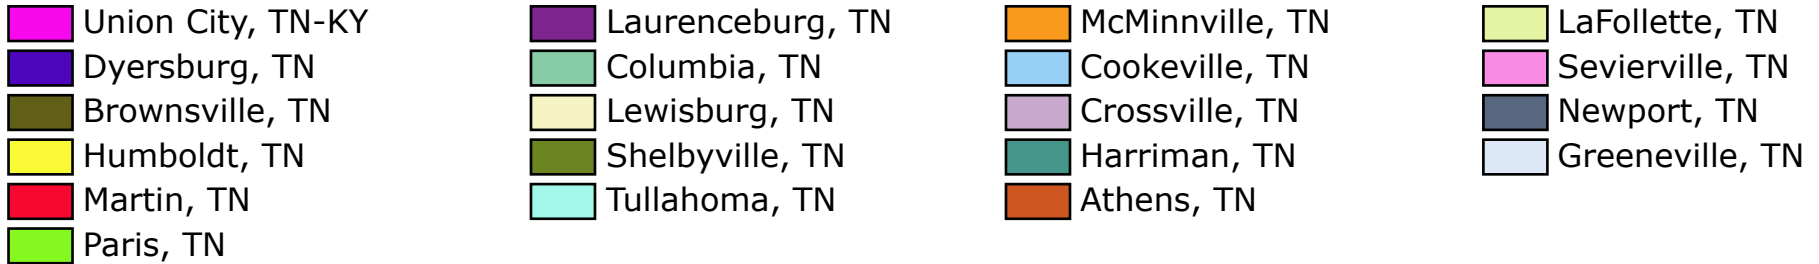 Union City, TN-KY
Dyersburg, TN
Brownsville, TN
Humboldt, TN
Martin, TN
Paris, TN
Laurenceburg, TN
Columbia, TN
Lewisburg, TN
Shelbyville, TN
Tullahoma, TN
McMinnville, TN
Cookeville, TN
Crossville, TN
Harriman, TN
Athens, TN
LaFollette, TN
Sevierville, TN
Newport, TN
Greeneville, TN